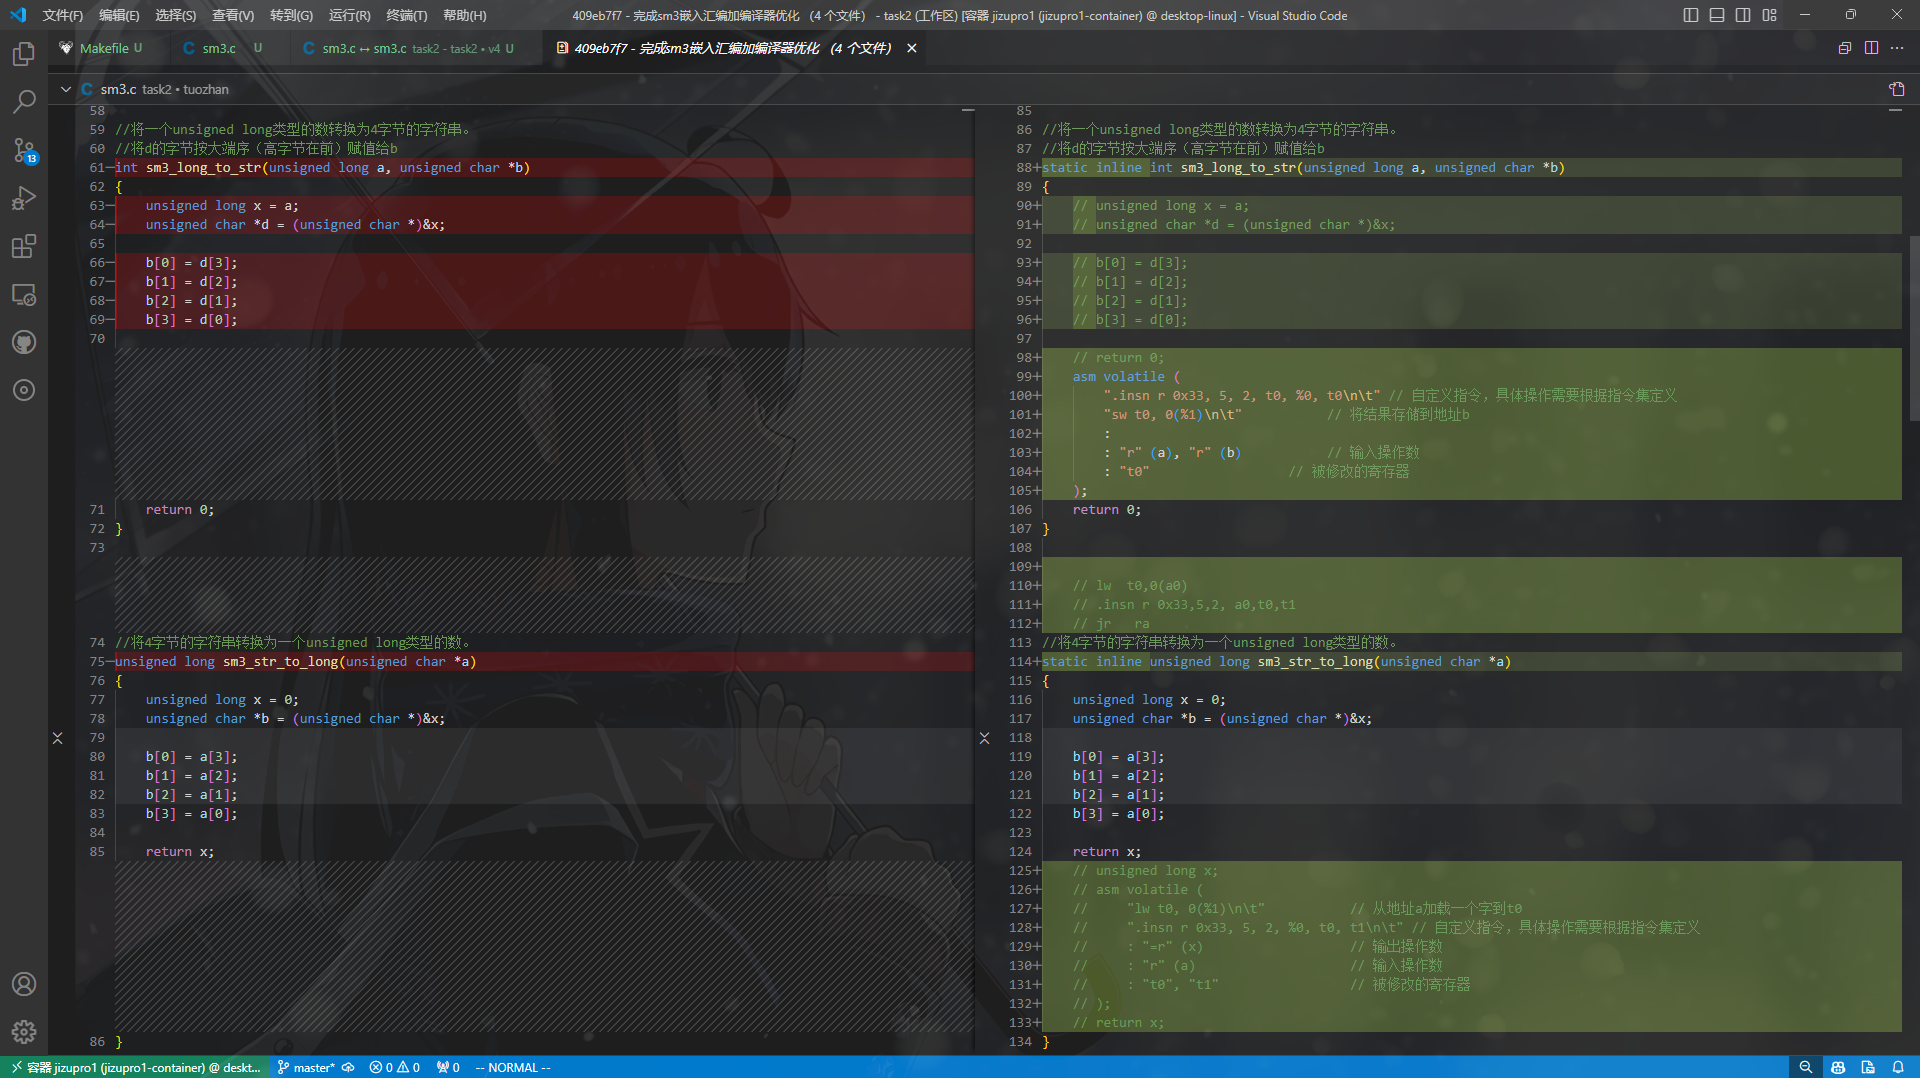 文件(F) 编辑(E) 选择(S) 查看(V) 转到(G) 运行(R) 终端(T) 帮助(H) 409eb7f7 - 完成sm3嵌入汇编加编译器优化 (4 个文件) - task2 (工作区) [容器 jizupro1 (jizupro1-container) @ desktop-linux] - Visual Studio Code
Makefile U C sm3.c U C sm3.c ↔ sm3.c task2 - task2 • v4 U 409eb7f7 - 完成sm3嵌入汇编加编译器优化 (4 个文件) ×
C sm3.c task2 • tuozhan
13
58
59 //将一个unsigned long类型的数转换为4字节的字符串。
60 //将d的字节按大端序（高字节在前）赋值给b
61— int sm3_long_to_str(unsigned long a, unsigned char *b)
62 {
63— unsigned long x = a;
64— unsigned char *d = (unsigned char *)&x;
65
66— b[0] = d[3];
67— b[1] = d[2];
68— b[2] = d[1];
69— b[3] = d[0];
70
71 return 0;
72 }
73
74 //将4字节的字符串转换为一个unsigned long类型的数。
75— unsigned long sm3_str_to_long(unsigned char *a)
76 {
77 unsigned long x = 0;
78 unsigned char *b = (unsigned char *)&x;
79
80 b[0] = a[3];
81 b[1] = a[2];
82 b[2] = a[1];
83 b[3] = a[0];
84
85 return x;
86 }
85
86 //将一个unsigned long类型的数转换为4字节的字符串。
87 //将d的字节按大端序（高字节在前）赋值给b
88+ static inline int sm3_long_to_str(unsigned long a, unsigned char *b)
89 {
90+ // unsigned long x = a;
91+ // unsigned char *d = (unsigned char *)&x;
92
93+ // b[0] = d[3];
94+ // b[1] = d[2];
95+ // b[2] = d[1];
96+ // b[3] = d[0];
97
98+ // return 0;
99+ asm volatile (
100+ ".insn r 0x33, 5, 2, t0, %0, t0\n\t" // 自定义指令，具体操作需要根据指令集定义
101+ "sw t0, 0(%1)\n\t" // 将结果存储到地址b
102+ :
103+ : "r" (a), "r" (b) // 输入操作数
104+ : "t0" // 被修改的寄存器
105+ );
106 return 0;
107 }
108
109+
110+ // lw t0,0(a0)
111+ // .insn r 0x33,5,2, a0,t0,t1
112+ // jr ra
113 //将4字节的字符串转换为一个unsigned long类型的数。
114+ static inline unsigned long sm3_str_to_long(unsigned char *a)
115 {
116 unsigned long x = 0;
117 unsigned char *b = (unsigned char *)&x;
118
119 b[0] = a[3];
120 b[1] = a[2];
121 b[2] = a[1];
122 b[3] = a[0];
123
124 return x;
125+ // unsigned long x;
126+ // asm volatile (
127+ // "lw t0, 0(%1)\n\t" // 从地址a加载一个字到t0
128+ // ".insn r 0x33, 5, 2, %0, t0, t1\n\t" // 自定义指令，具体操作需要根据指令集定义
129+ // : "=r" (x) // 输出操作数
130+ // : "r" (a) // 输入操作数
131+ // : "t0", "t1" // 被修改的寄存器
132+ // );
133+ // return x;
134 }
容器 jizupro1 (jizupro1-container) @ deskt... master* 0 0 0 -- NORMAL --